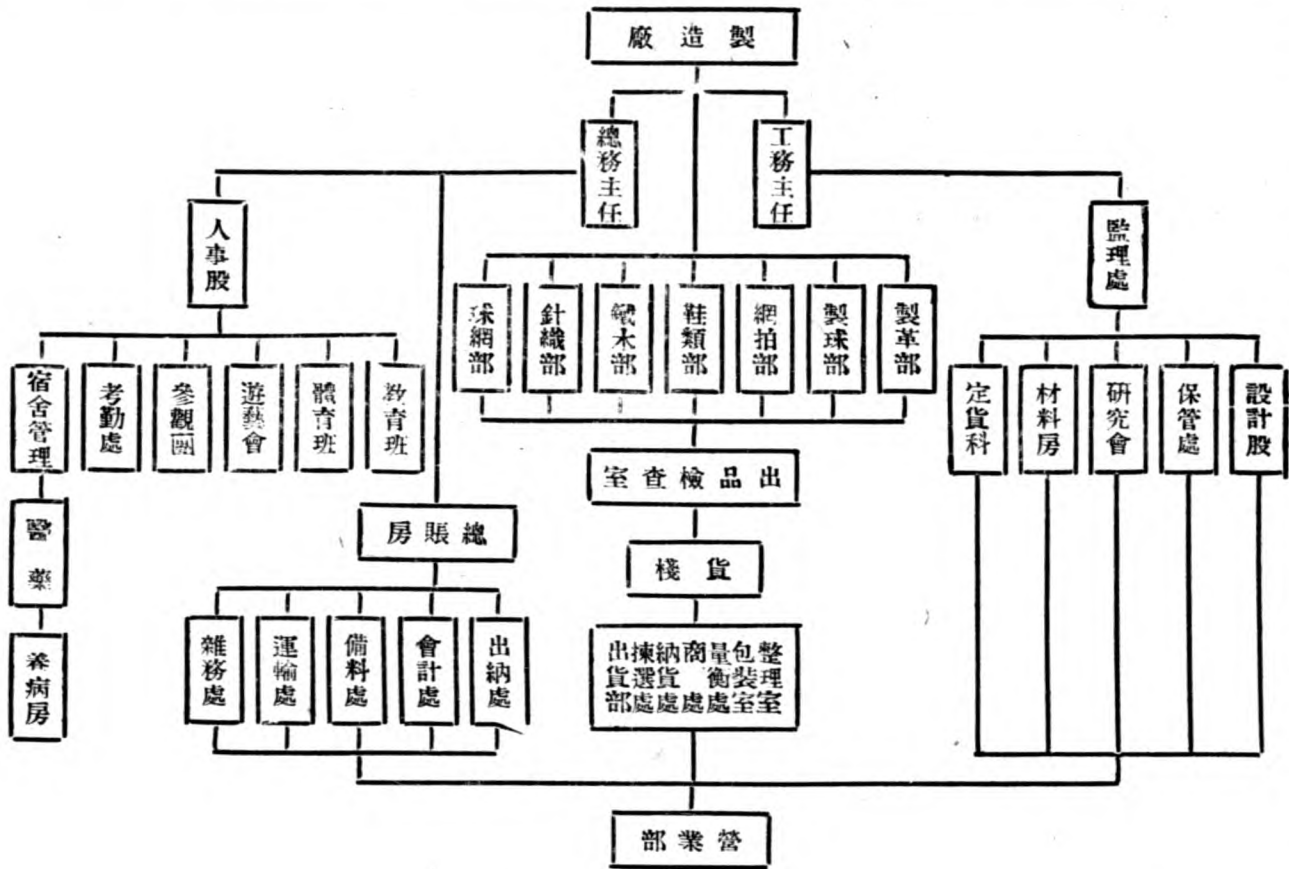 製造廠
工務主任
總務主任
監理處
人事股
製革部
製球部
網拍部
鞋類部
鐵木部
針織部
球網部
設計股
保管處
研究會
材料房
定貨科
教育班
體育班
遊藝會
參觀團
考勤處
宿舍管理
醫藥
養病房
出品檢查室
總賬房
貨棧
出納處
會計處
備料處
運輸處
雜務處
整理室
包裝室
量衡處
商處
納貨處
揀選處
出貨部
營業部